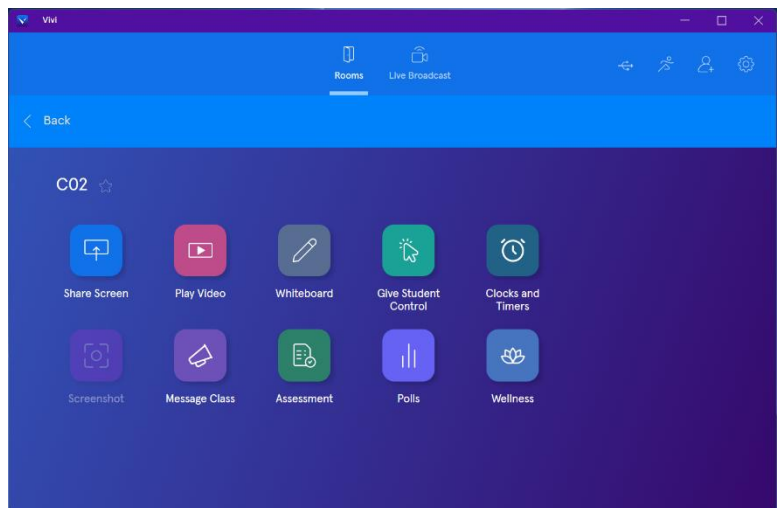 Vivi
Rooms
Live Broadcast
Back
C02
Share Screen
Play Video
Whiteboard
Give Student
Control
Clocks and
Timers
Screenshot
Message Class
Assessment
Polls
Wellness